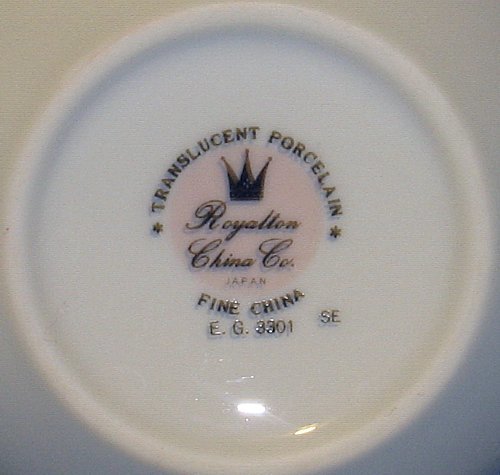 * TRANSLUCENT PORCELAIN *
Royalton
China Co.
JAPAN
FINE CHINA
E. G. 3301 SE